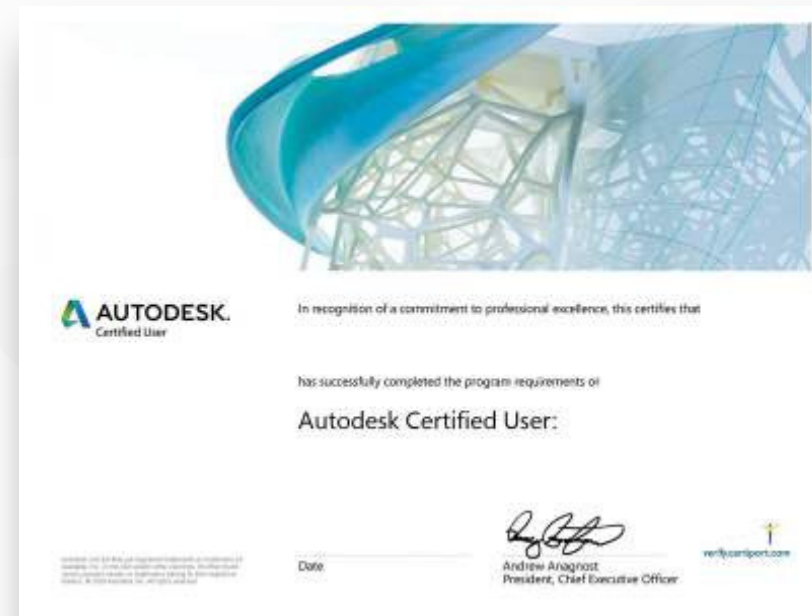 AUTODESK.
Certified User
In recognition of a commitment to professional excellence, this certifies that
has successfully completed the program requirements of
Autodesk Certified User:
Date
Andrew Anagnost
President, Chief Executive Officer
verify.certiport.com